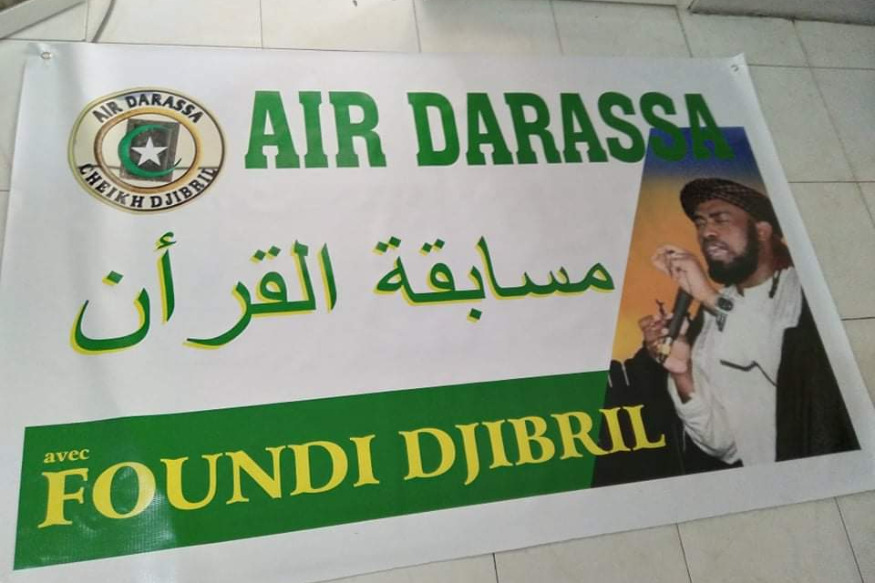 AIR DARASSA
CHEIKH DJIBRIL
AIR DARASSA
مسابقة القرأن
avec
FOUNDI DJIBRIL